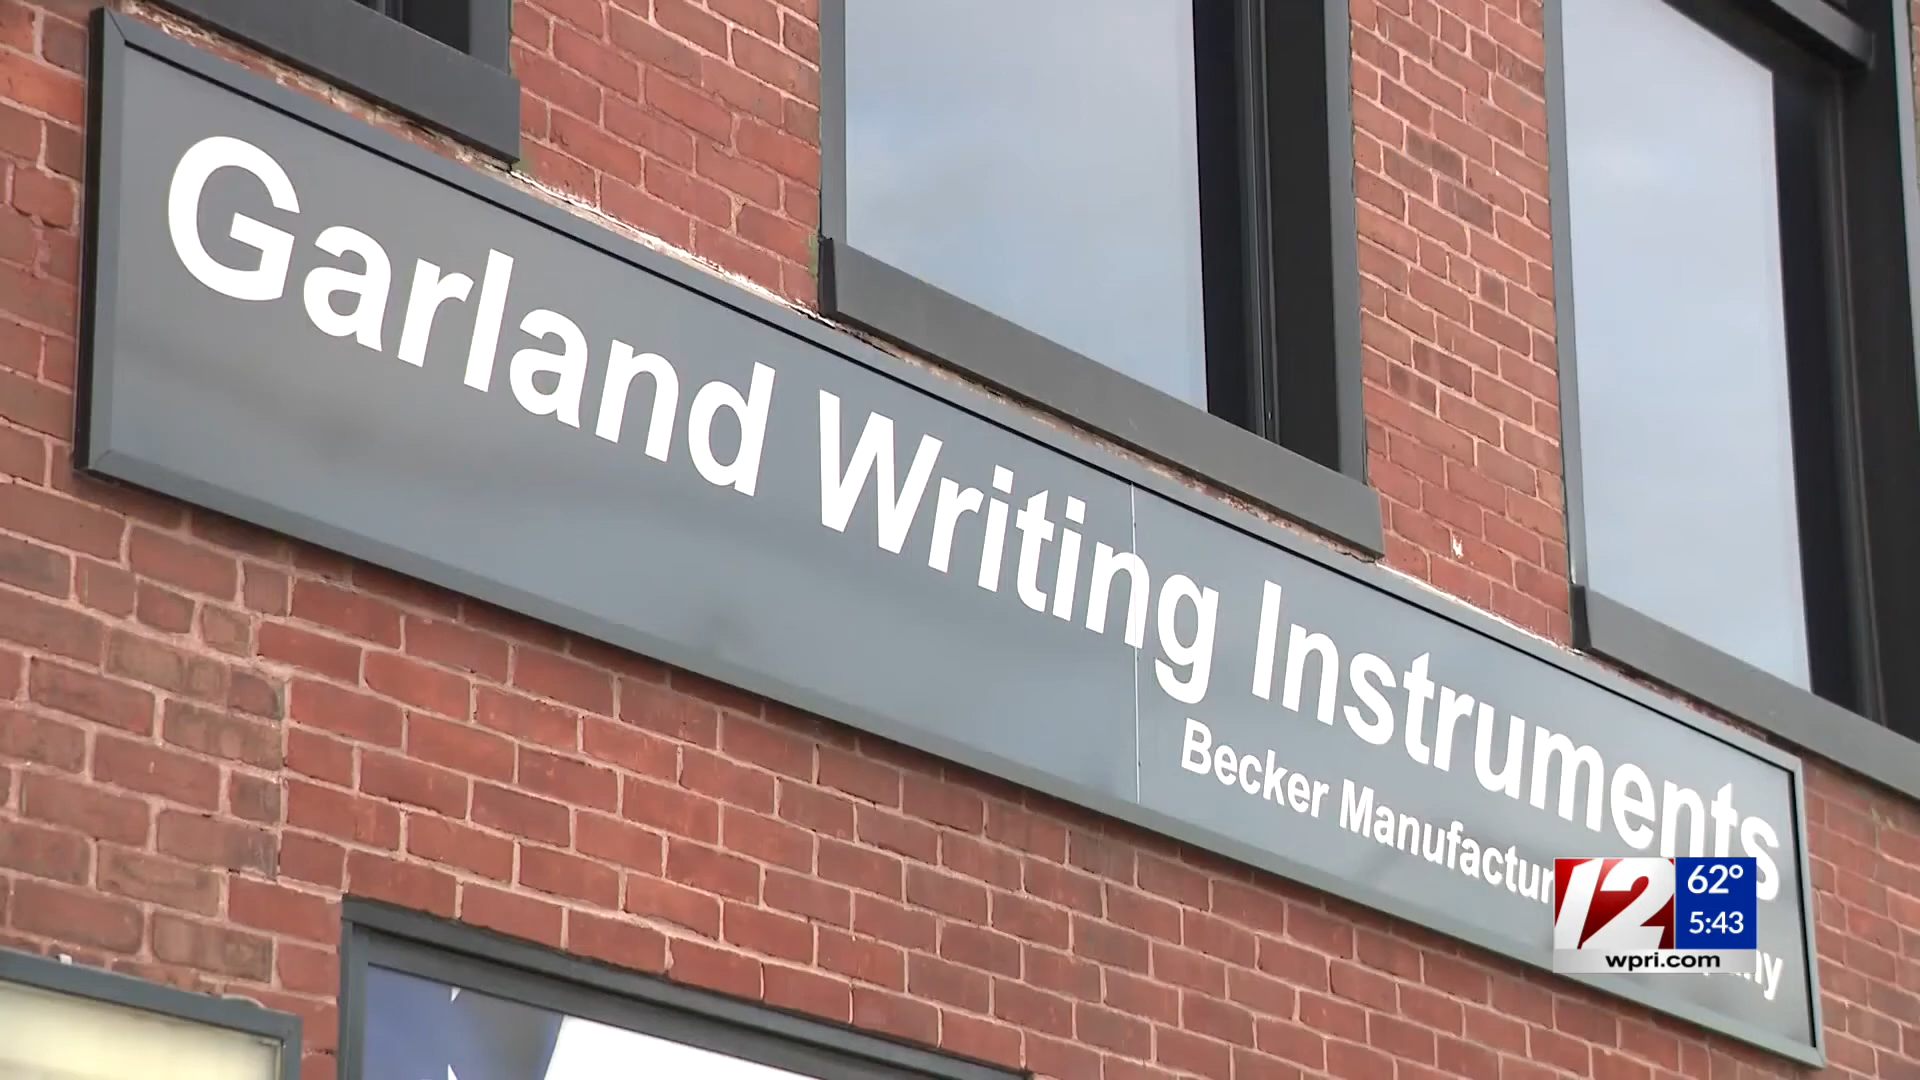 Garland Writing Instruments
Becker Manufactur
12
62°
5:43
wpri.com